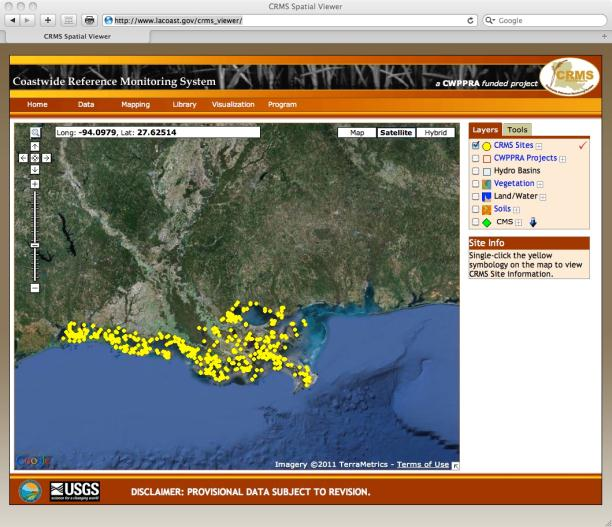 CRMS Spatial Viewer
http://www.lacoast.gov/crms_viewer/
Google
CRMS Spatial Viewer
Coastwide Reference Monitoring System
a CWPPRA funded project
CRMS
Home Data Mapping Library Visualization Program
Long: -94.0979, Lat: 27.62514
Map Satellite Hybrid
Layers Tools
CRMS Sites
CWPPRA Projects
Hydro Basins
Vegetation
Land/Water
Soils
CMS
Site Info
Single-click the yellow
symbology on the map to view
CRMS Site information.
Google
Imagery ©2011 TerraMetrics - Terms of Use
USGS
science for a changing world
DISCLAIMER: PROVISIONAL DATA SUBJECT TO REVISION.